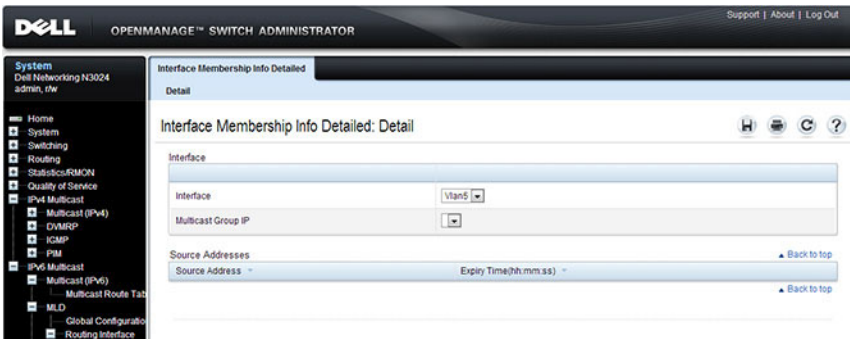 Support | About | Log Out
DELL OPENMANAGE™ SWITCH ADMINISTRATOR
System
Dell Networking N3024
admin, r/w
Home
System
Switching
Routing
Statistics/RMON
Quality of Service
IPv4 Multicast
Multicast (IPv4)
DVMRP
IGMP
PIM
IPv6 Multicast
Multicast (IPv6)
Multicast Route Tab
MLD
Global Configuratio
Routing Interface
Interface Membership Info Detailed
Detail
Interface Membership Info Detailed: Detail
Interface
Interface Vlan5
Multicast Group IP
Source Addresses Back to top
Source Address Expiry Time(hh:mm:ss)
Back to top